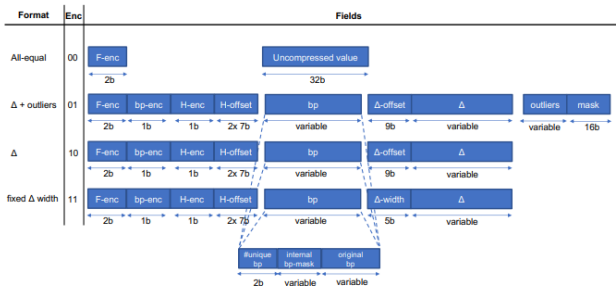 Format Enc Fields
All-equal 00 F-enc Uncompressed value
2b 32b
Δ + outliers 01 F-enc bp-enc H-enc H-offset bp Δ-offset Δ outliers mask
2b 1b 1b 2x 7b variable 9b variable variable 16b
Δ 10 F-enc bp-enc H-enc H-offset bp Δ-offset Δ
2b 1b 1b 2x 7b variable 9b variable
fixed Δ width 11 F-enc bp-enc H-enc H-offset bp Δ-width Δ
2b 1b 1b 2x 7b variable 5b variable
#unique internal original
bp bp-mask bp
2b variable variable